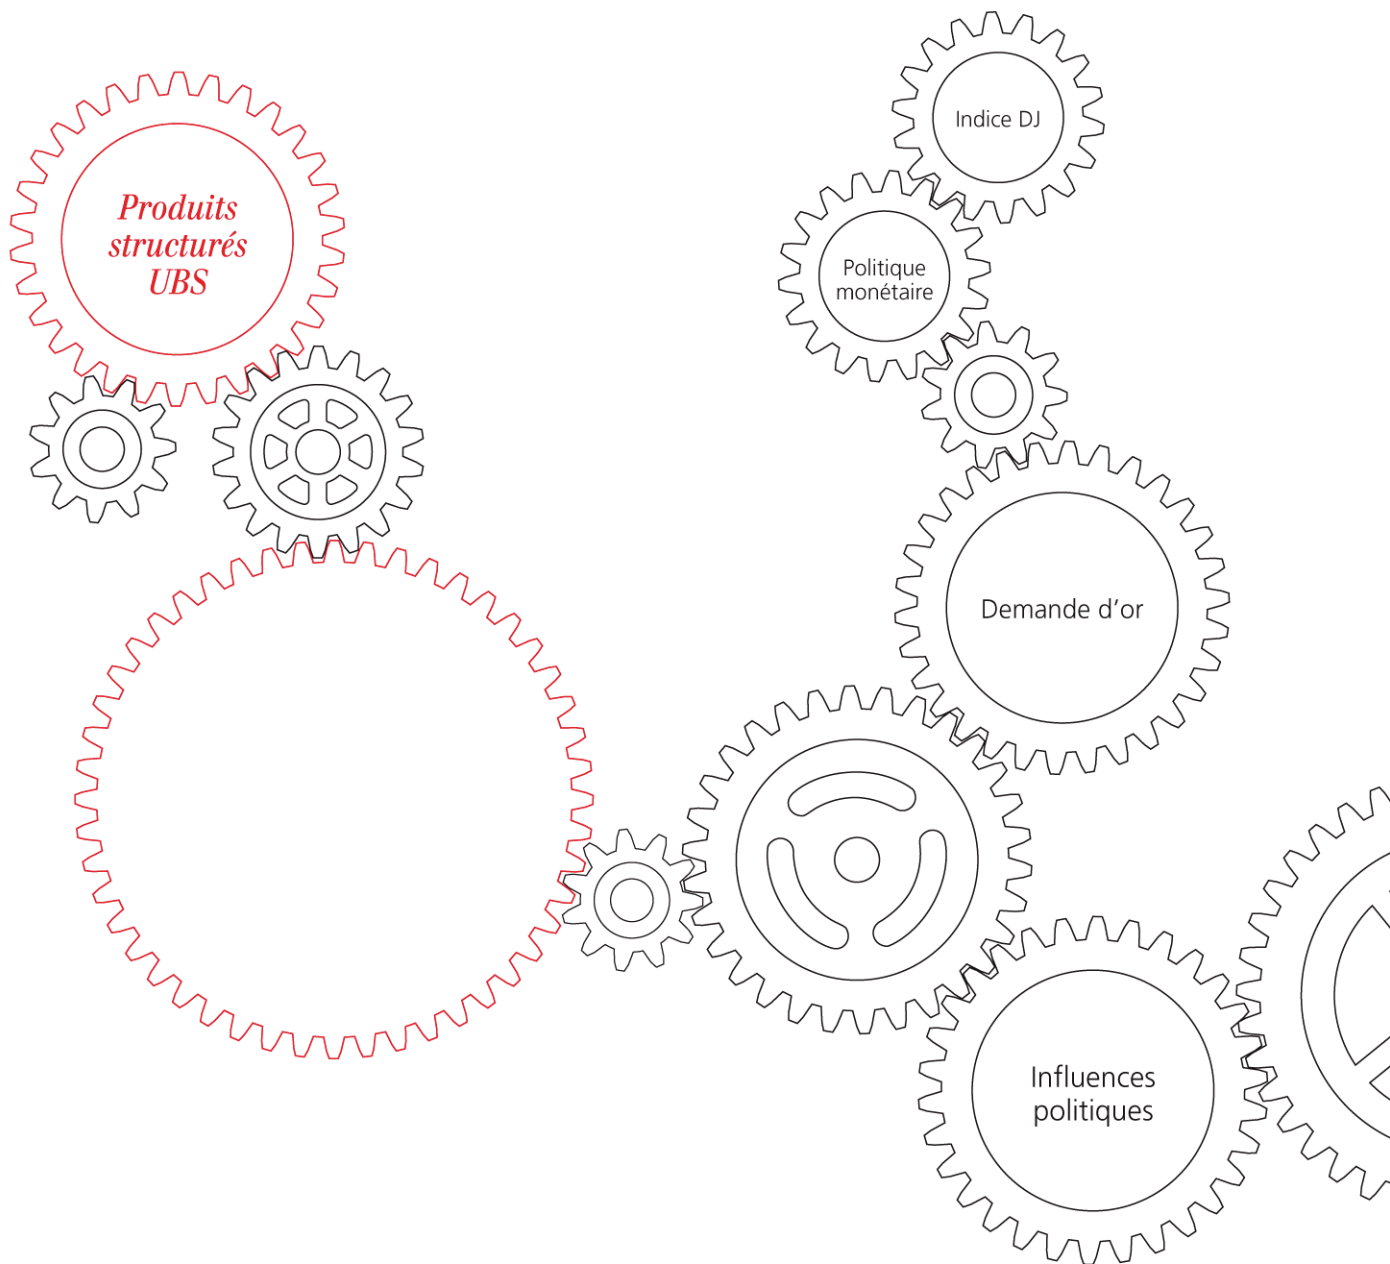 Indice DJ
Produits
structurés
UBS
Politique
monétaire
Demande d’or
Influences
politiques